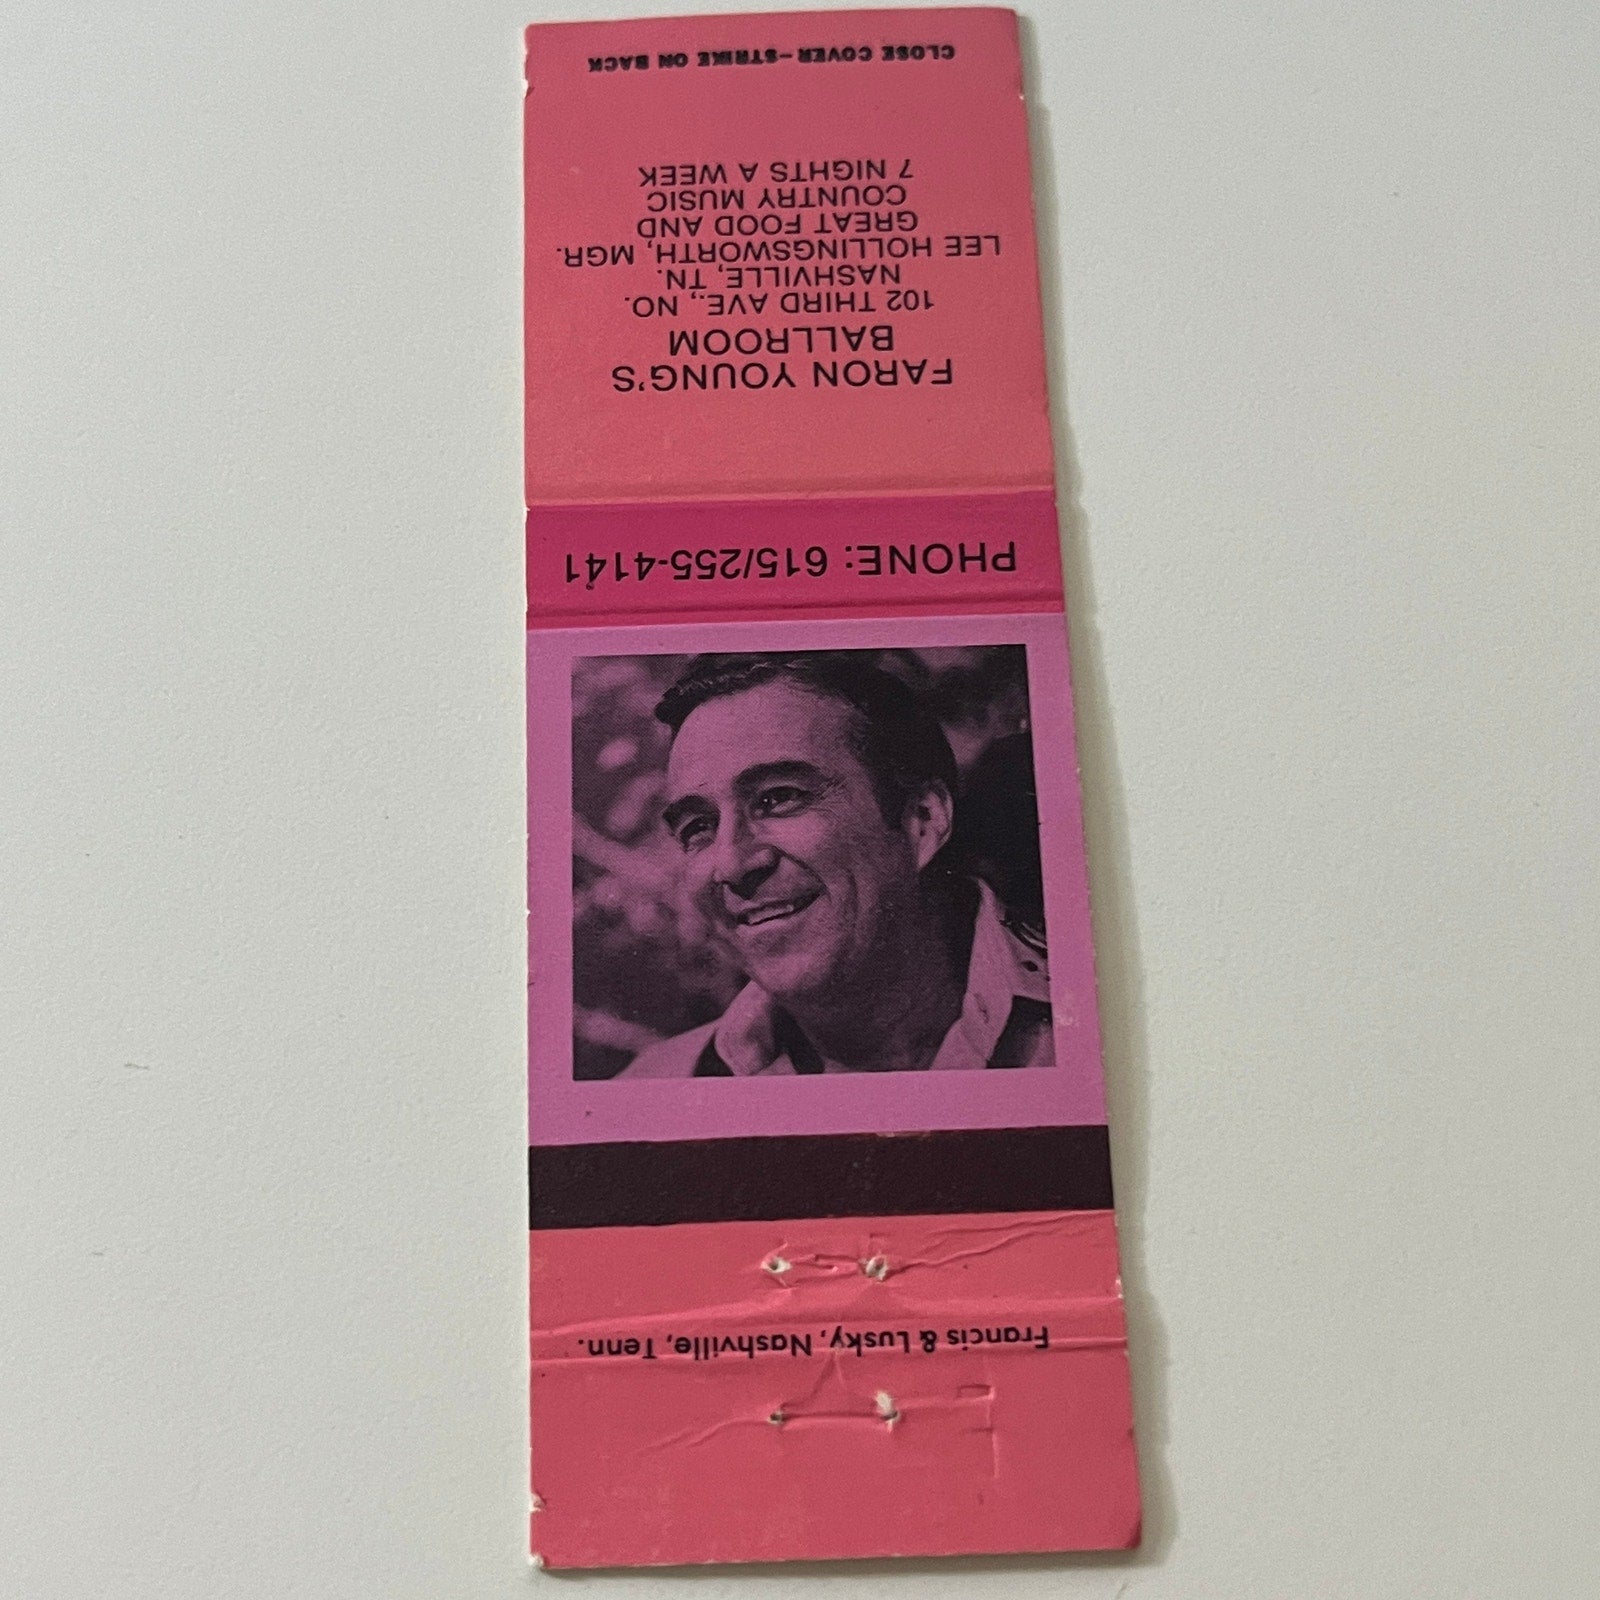 FARON YOUNG'S
BALLROOM
102 THIRD AVE., NO.
NASHVILLE, TN.
LEE HOLLINGSWORTH, MGR.
GREAT FOOD AND
COUNTRY MUSIC
7 NIGHTS A WEEK
CLOSE COVER-STRIKE ON BACK
PHONE: 615/255-4141
Francis & Lusky, Nashville, Tenn.